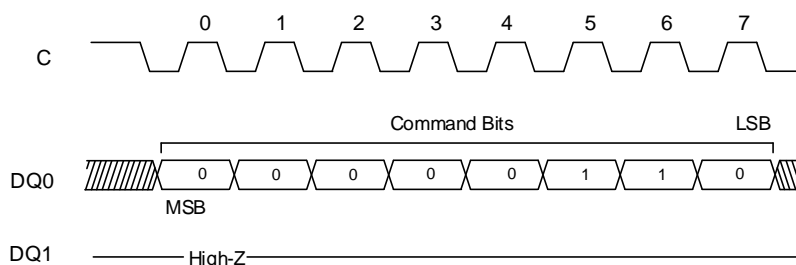 0 1 2 3 4 5 6 7
C
Command Bits LSB
DQ0 0 0 0 0 0 1 1 0
MSB
DQ1 High-Z